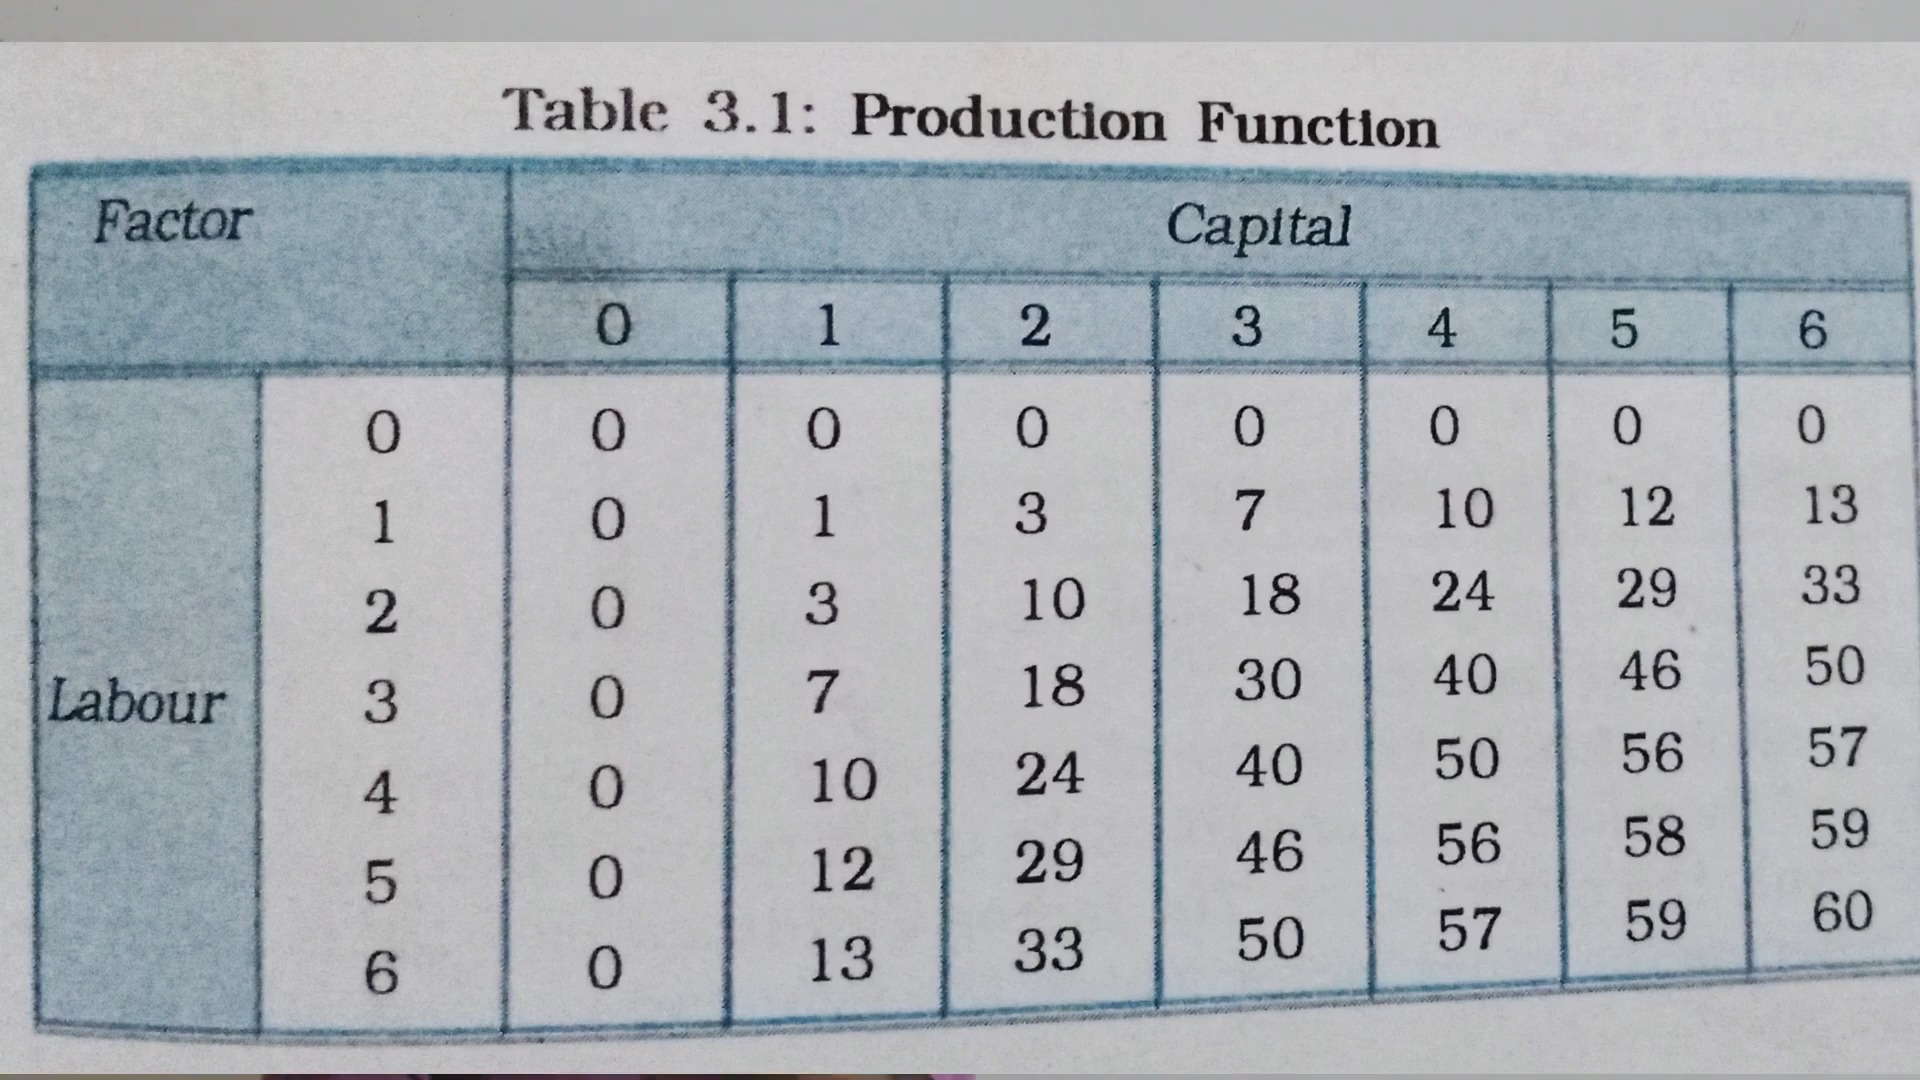 Table 3.1: Production Function
Factor Capital
0 1 2 3 4 5 6
0 0 0 0 0 0 0 0
1 0 1 3 7 10 12 13
2 0 3 10 18 24 29 33
Labour 3 0 7 18 30 40 46 50
4 0 10 24 40 50 56 57
5 0 12 29 46 56 58 59
6 0 13 33 50 57 59 60